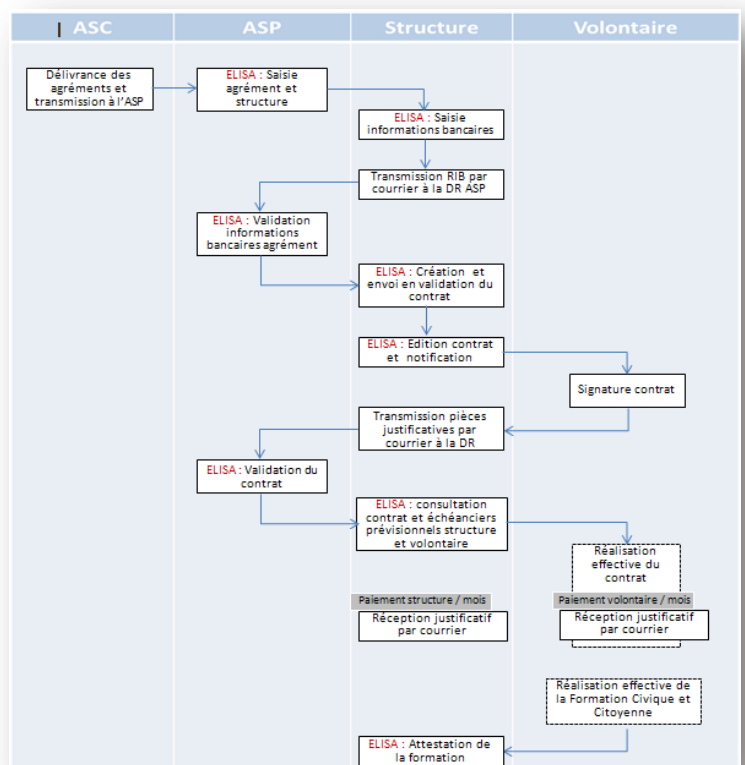 ASC ASP Structure Volontaire
Délivrance des
agréments et
transmission à l'ASP
ELISA : Saisie
agrément et
structure
ELISA : Saisie
informations bancaires
Transmission RIB par
courrier à la DR ASP
ELISA : Validation
informations
bancaires agrément
ELISA : Création et
envoi en validation du
contrat
ELISA : Edition contrat
et notification
Signature contrat
Transmission pièces
justificatives par
courrier à la DR
ELISA : Validation du
contrat
ELISA : consultation
contrat et échéanciers
prévisionnels structure
et volontaire
Réalisation
effective du
contrat
Paiement structure / mois
Réception justificatif
par courrier
Paiement volontaire / mois
Réception justificatif
par courrier
Réalisation effective de
la Formation Civique et
Citoyenne
ELISA : Attestation de
la formation